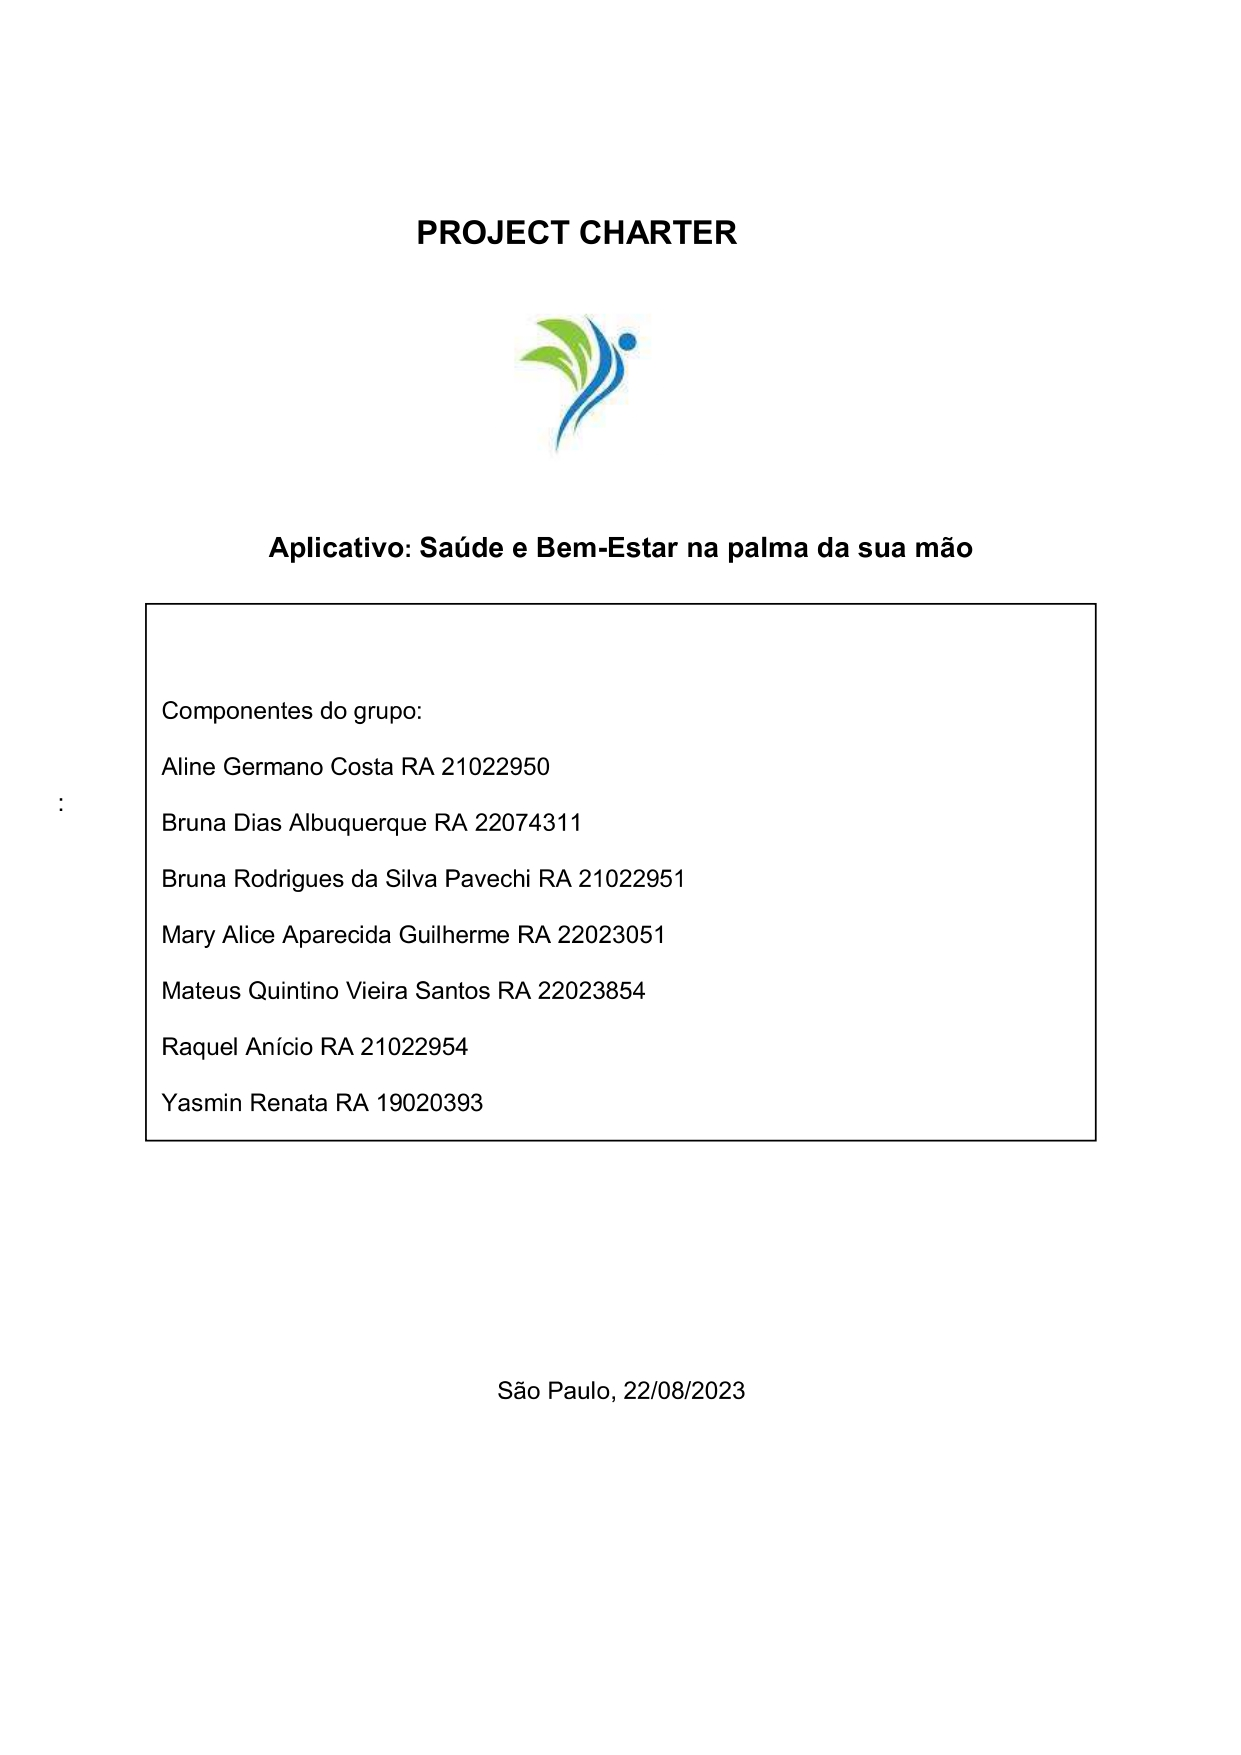 PROJECT CHARTER
Aplicativo: Saúde e Bem-Estar na palma da sua mão
Componentes do grupo:
Aline Germano Costa RA 21022950
:
Bruna Dias Albuquerque RA 22074311
Bruna Rodrigues da Silva Pavechi RA 21022951
Mary Alice Aparecida Guilherme RA 22023051
Mateus Quintino Vieira Santos RA 22023854
Raquel Anício RA 21022954
Yasmin Renata RA 19020393
São Paulo, 22/08/2023